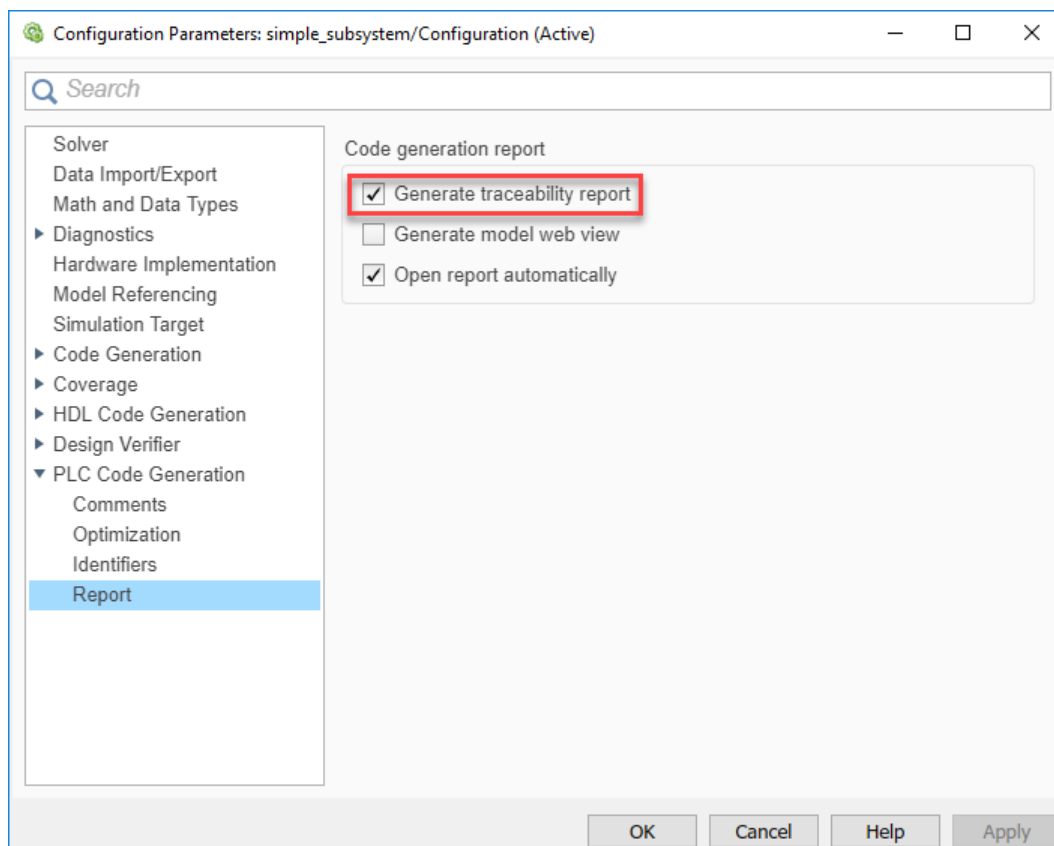 Configuration Parameters: simple_subsystem/Configuration (Active)
Search
Solver
Data Import/Export
Math and Data Types
Diagnostics
Hardware Implementation
Model Referencing
Simulation Target
Code Generation
Coverage
HDL Code Generation
Design Verifier
PLC Code Generation
Comments
Optimization
Identifiers
Report
Code generation report
Generate traceability report
Generate model web view
Open report automatically
OK Cancel Help Apply